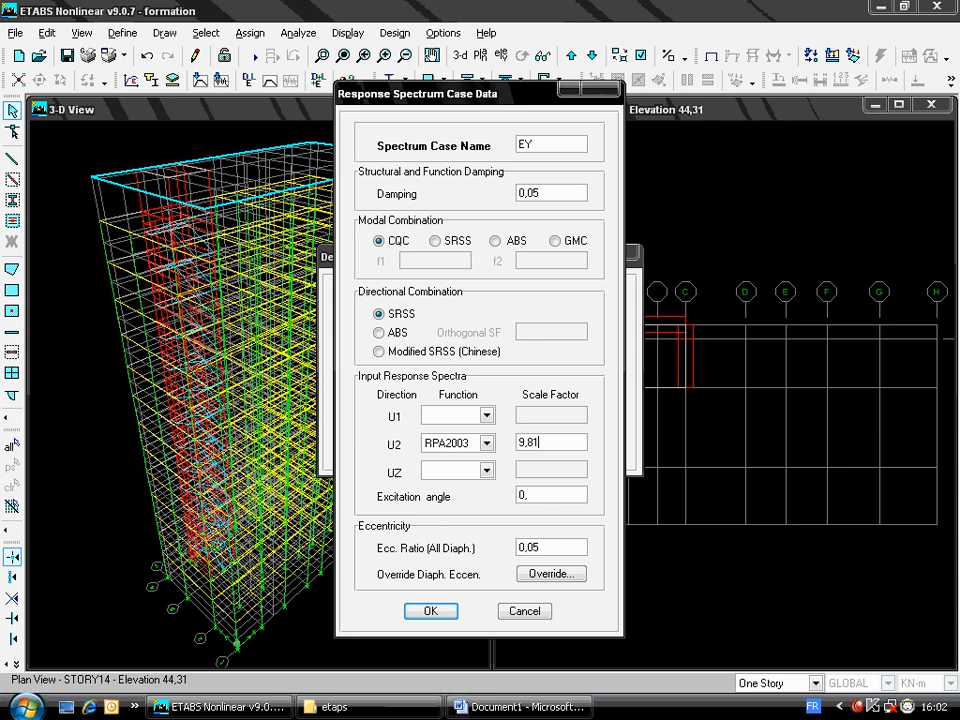 ETABS Nonlinear v9.0.7 - formation
File Edit View Define Draw Select Assign Analyze Display Design Options Help
3-d
3-D View
Elevation 44,31
Response Spectrum Case Data
Spectrum Case Name EY
Structural and Function Damping
Damping 0,05
Modal Combination
CQC SRSS ABS GMC
f1 f2
Directional Combination
SRSS
ABS Orthogonal SF
Modified SRSS (Chinese)
Input Response Spectra
Direction Function Scale Factor
U1
U2 RPA2003 9,81
UZ
Excitation angle 0,
Eccentricity
Ecc. Ratio (All Diaph.) 0,05
Override Diaph. Eccen. Override...
OK Cancel
De
C D E F G H
all
ps
clr
Plan View - STORY14 - Elevation 44,31
One Story GLOBAL KN-m
ETABS Nonlinear v9.0.... etaps Document1 - Microsoft... FR 16:02